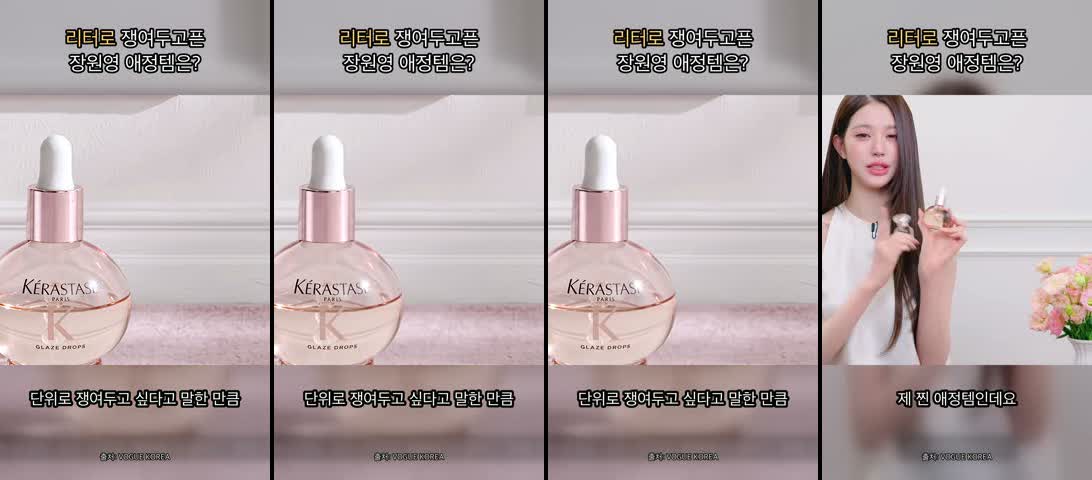 리터로 쟁여두고픈
장원영 애정템은?
KÉRASTASE
PARIS
K
GLAZE DROPS
단위로 쟁여두고 싶다고 말한 만큼
출처: VOGUE KOREA
리터로 쟁여두고픈
장원영 애정템은?
KÉRASTASE
PARIS
K
GLAZE DROPS
단위로 쟁여두고 싶다고 말한 만큼
출처: VOGUE KOREA
리터로 쟁여두고픈
장원영 애정템은?
KÉRASTASE
PARIS
K
GLAZE DROPS
단위로 쟁여두고 싶다고 말한 만큼
출처: VOGUE KOREA
리터로 쟁여두고픈
장원영 애정템은?
제 찐 애정템인데요
출처: VOGUE KOREA